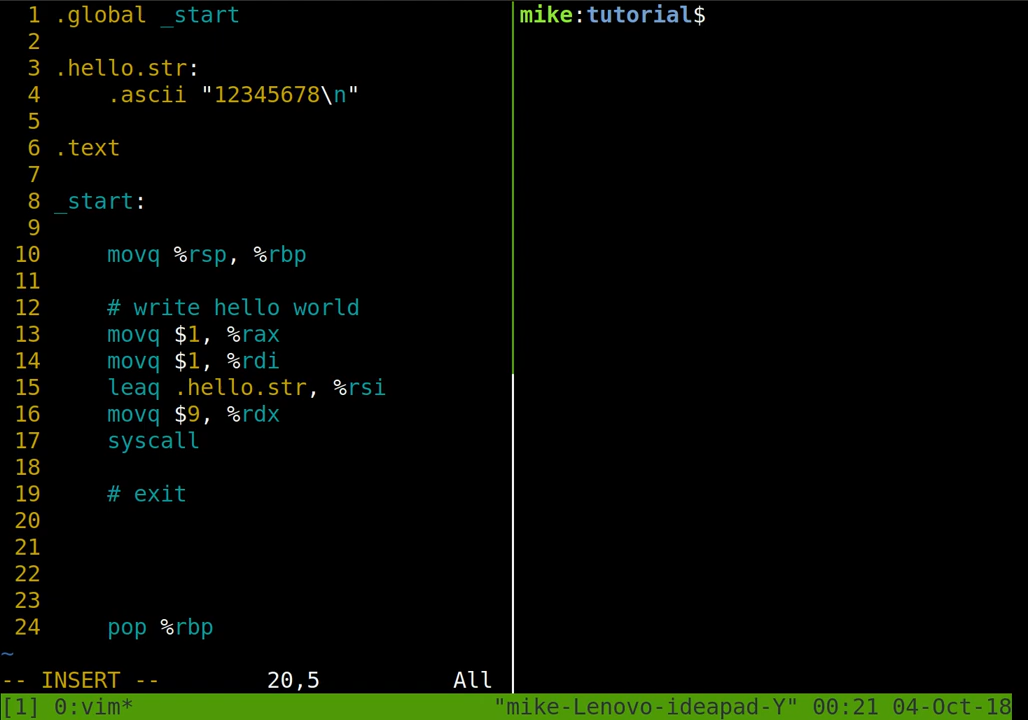 1 .global _start
2
3 .hello.str:
4     .ascii "12345678\n"
5
6 .text
7
8 _start:
9
10     movq %rsp, %rbp
11
12     # write hello world
13     movq $1, %rax
14     movq $1, %rdi
15     leaq .hello.str, %rsi
16     movq $9, %rdx
17     syscall
18
19     # exit
20
21
22
23
24     pop %rbp
~
-- INSERT --        20,5          All
mike:tutorial$
[1] 0:vim*                "mike-Lenovo-ideapad-Y" 00:21 04-Oct-18